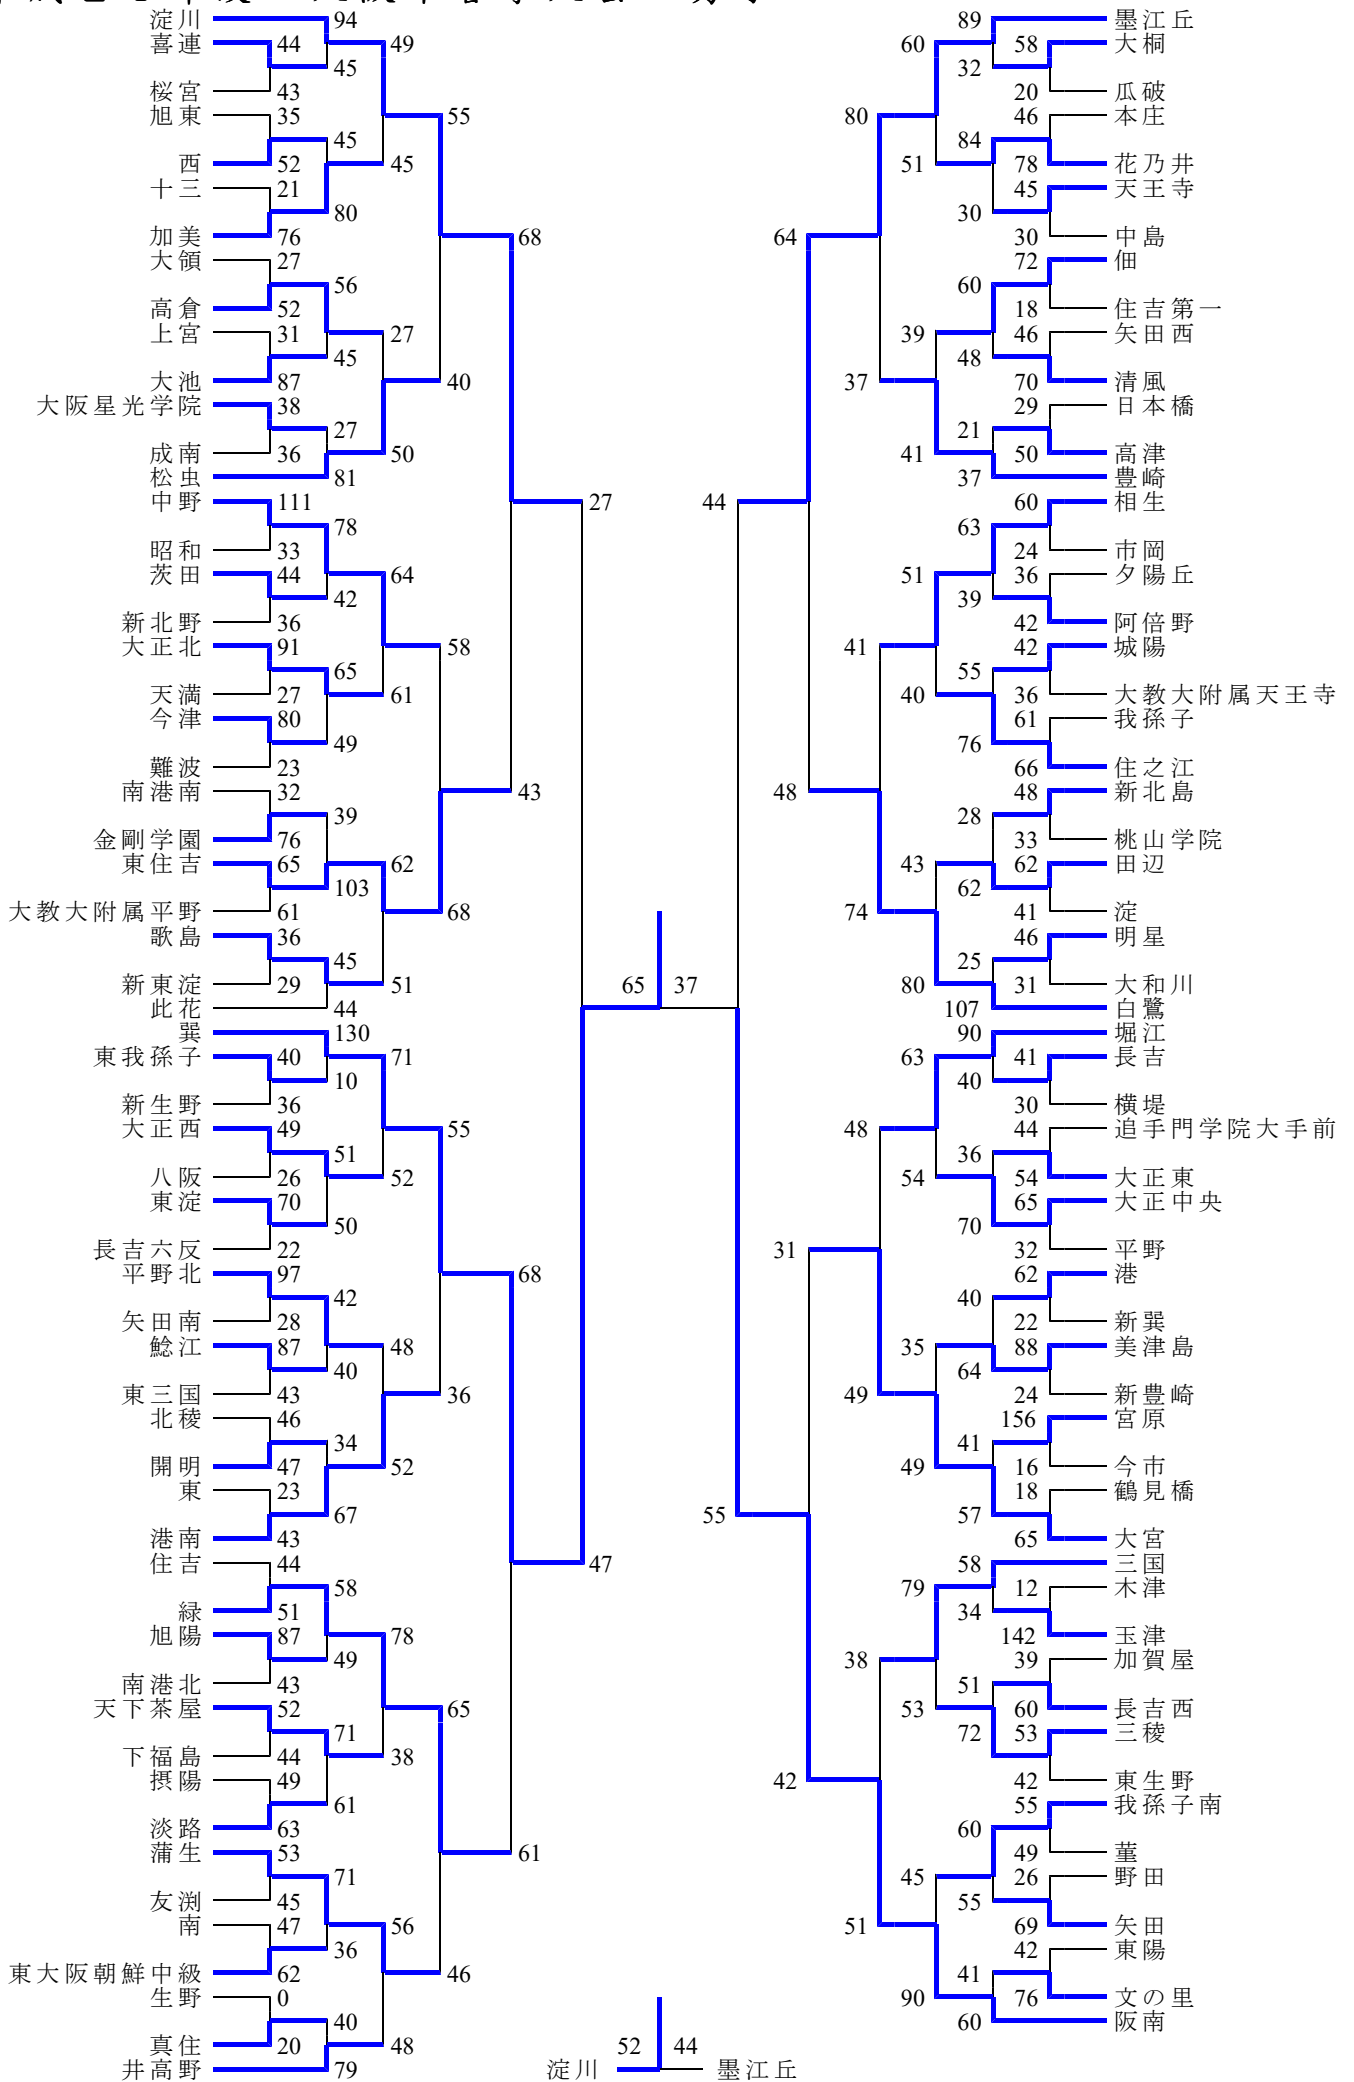 淀川 94
喜連 44 49
45
桜宮 43
旭東 35 55
45
西 52 45
十三 21
80
加美 76 68
大領 27
56
高倉 52
上宮 31 27
45
大池 87 40
大阪星光学院 38
27
成南 36 50
松虫 81
中野 111 27
78
昭和 33
茨田 44 64
42
新北野 36
大正北 91 58
65
天満 27 61
今津 80
49
難波 23
南港南 32 43
39
金剛学園 76
東住吉 65 62
103
大教大附属平野 61 68
歌島 36
45
新東淀 29 51
此花 44
巽 130
東我孫子 40 71
10
新生野 36
大正西 49 55
51
八阪 26 52
東淀 70
50
長吉六反 22
平野北 97 68
42
矢田南 28
鯰江 87 48
40
東三国 43 36
北稜 46
34
開明 47 52
東 23
67
港南 43
住吉 44 47
58
緑 51
旭陽 87 78
49
南港北 43
天下茶屋 52 65
71
下福島 44 38
摂陽 49
61
淡路 63
蒲生 53 61
71
友渕 45
南 47 56
36
東大阪朝鮮中級 62 46
生野 0
40
真住 20 48
井高野 79
65 37
89 墨江丘
60 58 大桐
32
20 瓜破
80 46 本庄
84
51 78 花乃井
45 天王寺
30
64 30 中島
72 佃
60
18 住吉第一
39 46 矢田西
48
37 70 清風
29 日本橋
21
41 50 高津
37 豊崎
44 60 相生
63
24 市岡
51 36 夕陽丘
39
42 阿倍野
41 42 城陽
55
40 36 大教大附属天王寺
61 我孫子
76
66 住之江
48 48 新北島
28
33 桃山学院
43 62 田辺
62
74 41 淀
46 明星
25
80 31 大和川
107 白鷺
90 堀江
63 41 長吉
40
30 横堤
48 44 追手門学院大手前
36
54 54 大正東
65 大正中央
70
31 32 平野
62 港
40
22 新巽
35 88 美津島
64
49 24 新豊崎
156 宮原
41
49 16 今市
18 鶴見橋
55 57
65 大宮
58 三国
79 12 木津
34
142 玉津
38 39 加賀屋
51
53 60 長吉西
72 53 三稜
42 42 東生野
55 我孫子南
60
49 菫
45 26 野田
55
51 69 矢田
42 東陽
41
90 76 文の里
60 阪南
52 44
淀川 墨江丘